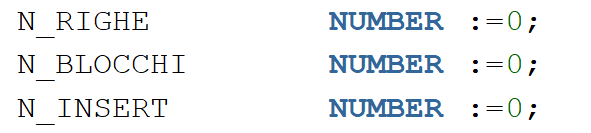 N_RIGHE NUMBER :=0;
N_BLOCCHI NUMBER :=0;
N_INSERT NUMBER :=0;